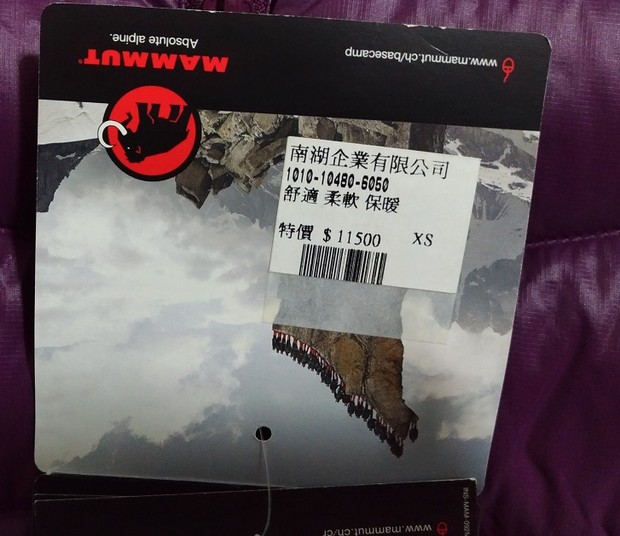 MAMMUT
Absolute alpine.
www.mammut.ch/basecamp
南湖企業有限公司
1010-10480-6050
舒適 柔軟 保暖
特價 $11500 XS
www.mammut.ch/